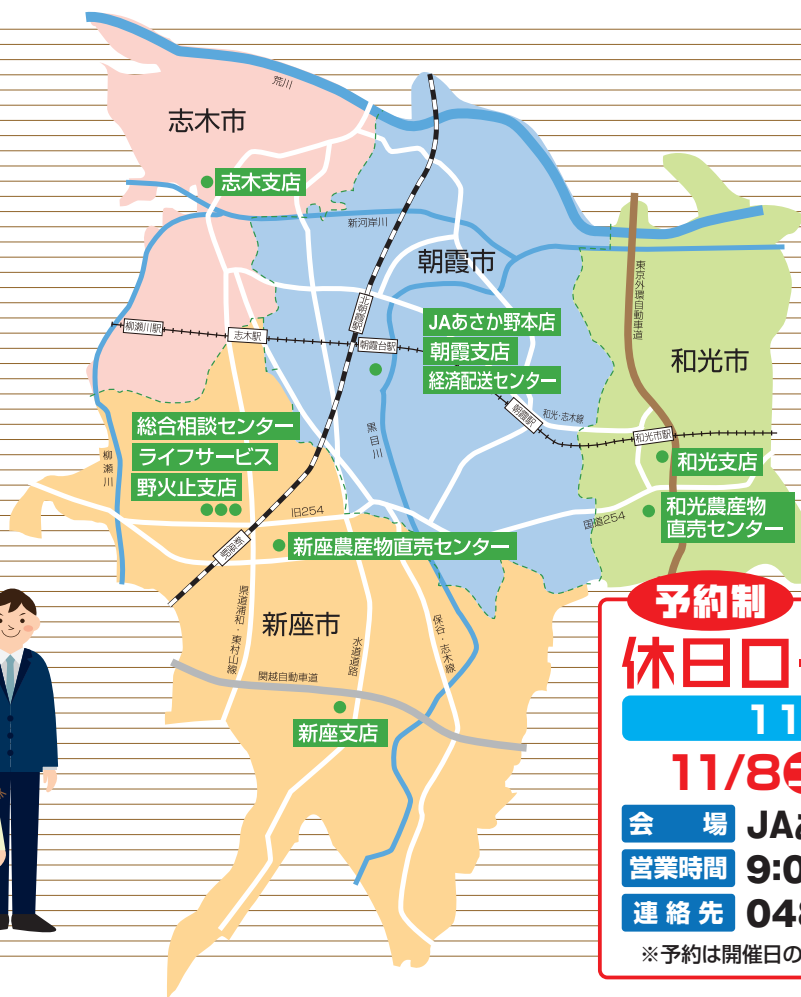 荒川
志木市
志木支店
新河岸川
朝霞市
東京外環自動車道
北朝霞駅
柳瀬川駅
志木駅
朝霞台駅
JAあさか野本店
朝霞支店
経済配送センター
和光市
朝霞駅
和光・志木線
和光市駅
総合相談センター
ライフサービス
野火止支店
黒目川
柳瀬川
和光支店
和光農産物
直売センター
旧254
国道254
新座駅
新座農産物直売センター
県道浦和・東村山線
新座市
水道道路
保谷・志木線
関越自動車道
新座支店
予約制
休日ロ
11
11/8
会場 JAあ
営業時間 9:0
連絡先 048
※予約は開催日の